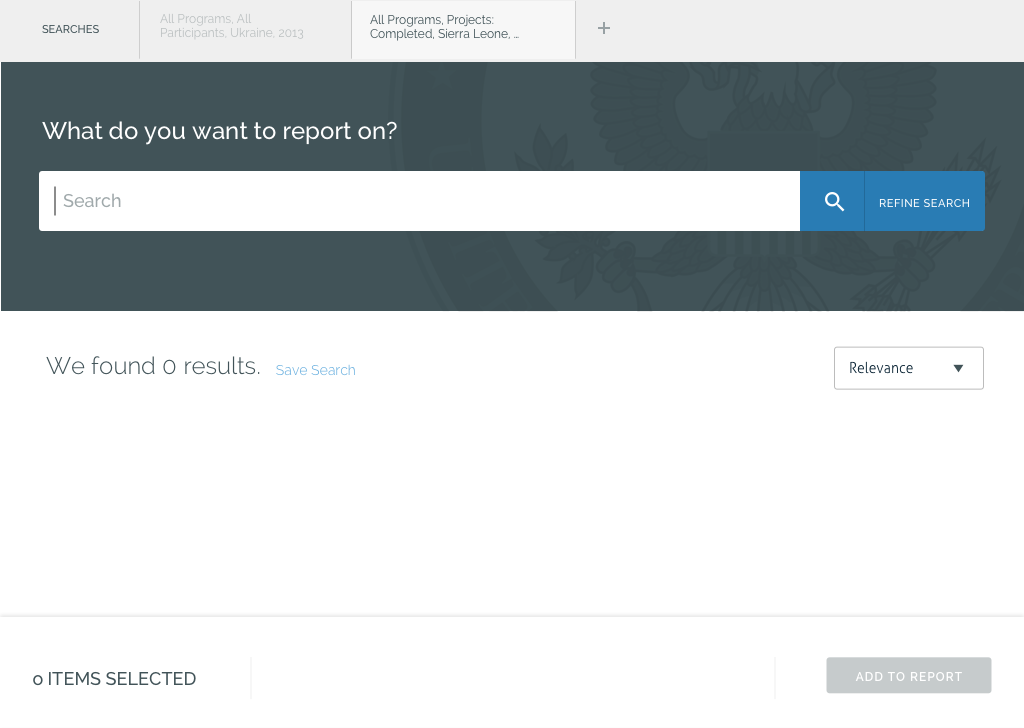 SEARCHES
All Programs, All
Participants, Ukraine, 2013
All Programs, Projects:
Completed, Sierra Leone, ...
+
What do you want to report on?
Search
REFINE SEARCH
We found 0 results.
Save Search
Relevance
0 ITEMS SELECTED
ADD TO REPORT